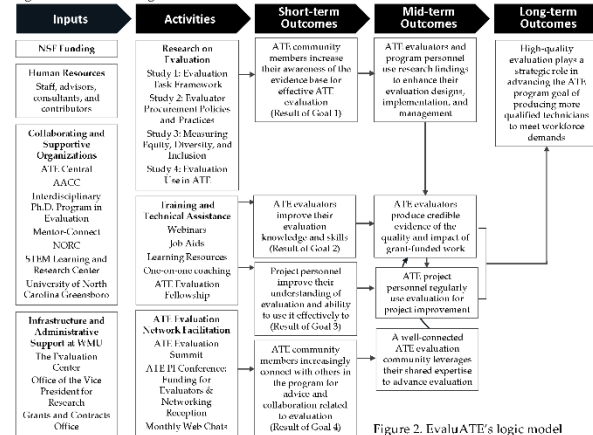 Inputs
NSF Funding
Human Resources
Staff, advisors,
consultants, and
contributors
Collaborating and
Supportive
Organizations
ATE Central
AACC
Interdisciplinary
Ph.D. Program in
Evaluation
Mentor-Connect
NORC
STEM Learning and
Research Center
University of North
Carolina Greensboro
Infrastructure and
Administrative
Support at WMU
The Evaluation
Center
Office of the Vice
President for
Research
Grants and Contracts
Office
Activities
Research on
Evaluation
Study 1: Evaluation
Task Framework
Study 2: Evaluator
Procurement Policies
and Practices
Study 3: Measuring
Equity, Diversity, and
Inclusion
Study 4: Evaluation
Use in ATE
Training and
Technical Assistance
Webinars
Job Aids
Learning Resources
One-on-one coaching
ATE Evaluation
Fellowship
ATE Evaluation
Network Facilitation
ATE Evaluation
Summit
ATE PI Conference:
Funding for
Evaluators &
Networking
Reception
Monthly Web Chats
Short-term
Outcomes
ATE community
members increase
their awareness of the
evidence base for
effective ATE
evaluation
(Result of Goal 1)
ATE evaluators
improve their
evaluation
knowledge and skills
(Result of Goal 2)
Project personnel
improve their
understanding of
evaluation and ability
to use it effectively to
(Result of Goal 3)
ATE community
members increasingly
connect with others in
the program for
advice and
collaboration related
to evaluation
(Result of Goal 4)
Mid-term
Outcomes
ATE evaluators and
program personnel
use research findings
to enhance their
evaluation designs,
implementation, and
management
ATE evaluators
produce credible
evidence of the
quality and impact of
grant-funded work
ATE project
personnel regularly
use evaluation for
project improvement
A well-connected
ATE evaluation
community leverages
their shared expertise
to advance evaluation
Long-term
Outcomes
High-quality
evaluation plays a
strategic role in
advancing the ATE
program goal of
producing more
qualified technicians
to meet workforce
demands
Figure 2. EvaluATE's logic model